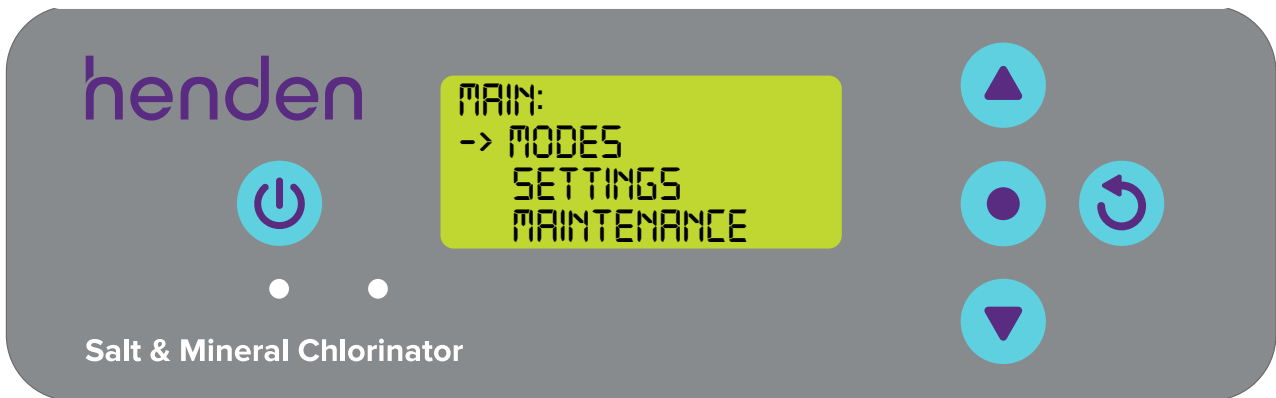 henden
MAIN:
-> MODES
SETTINGS
MAINTENANCE
Salt & Mineral Chlorinator